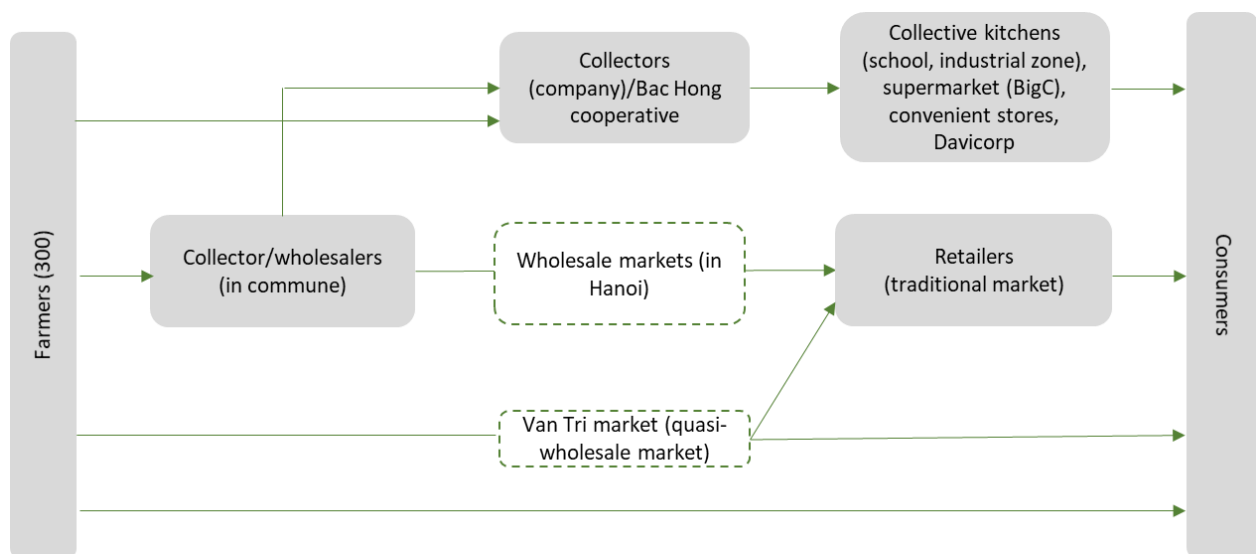 Farmers (300)
Collectors
(company)/Bac Hong
cooperative
Collective kitchens
(school, industrial zone),
supermarket (BigC),
convenient stores,
Davicorp
Collector/wholesalers
(in commune)
Wholesale markets (in
Hanoi)
Retailers
(traditional market)
Van Tri market (quasi-
wholesale market)
Consumers